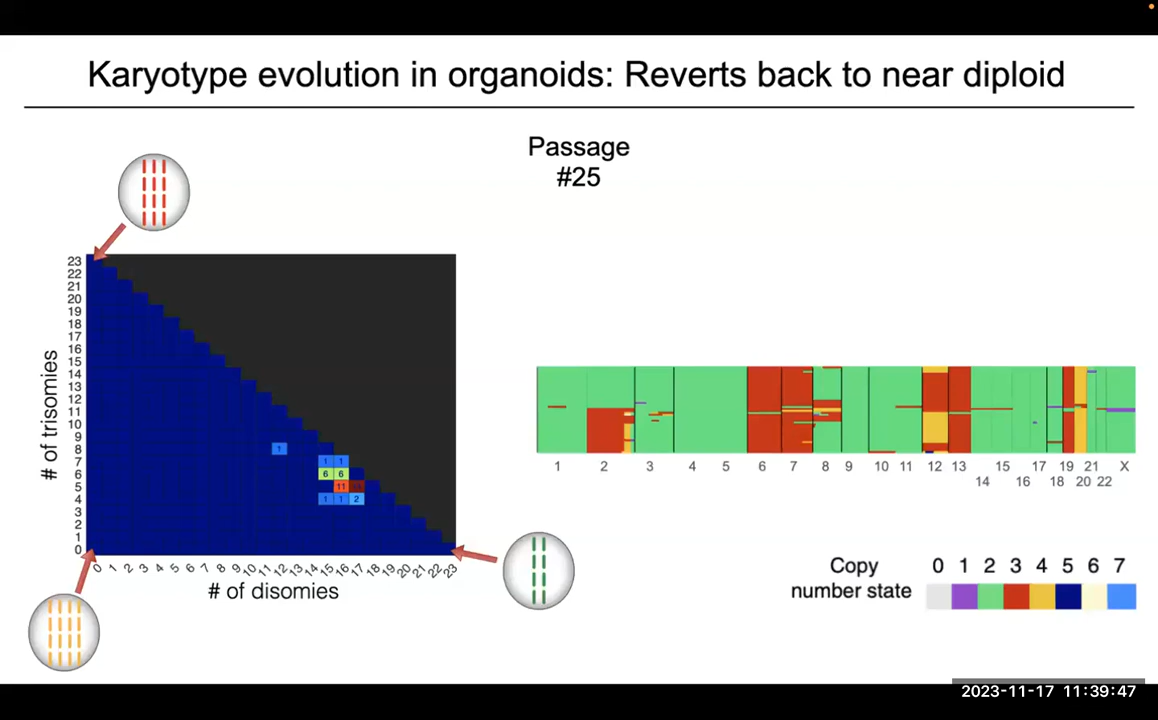 Karyotype evolution in organoids: Reverts back to near diploid
Passage
#25
# of trisomies
23
22
21
20
19
18
17
16
15
14
13
12
11
10
9
8
7
6
5
4
3
2
1
0
1
1 1
6 6
11
1 1 2
0 1 2 3 4 5 6 7 8 9 10 11 12 13 14 15 16 17 18 19 20 21 22 23
# of disomies
1 2 3 4 5 6 7 8 9 10 11 12 13 15 17 19 21 X
14 16 18 20 22
Copy
number state
0 1 2 3 4 5 6 7
2023-11-17 11:39:47